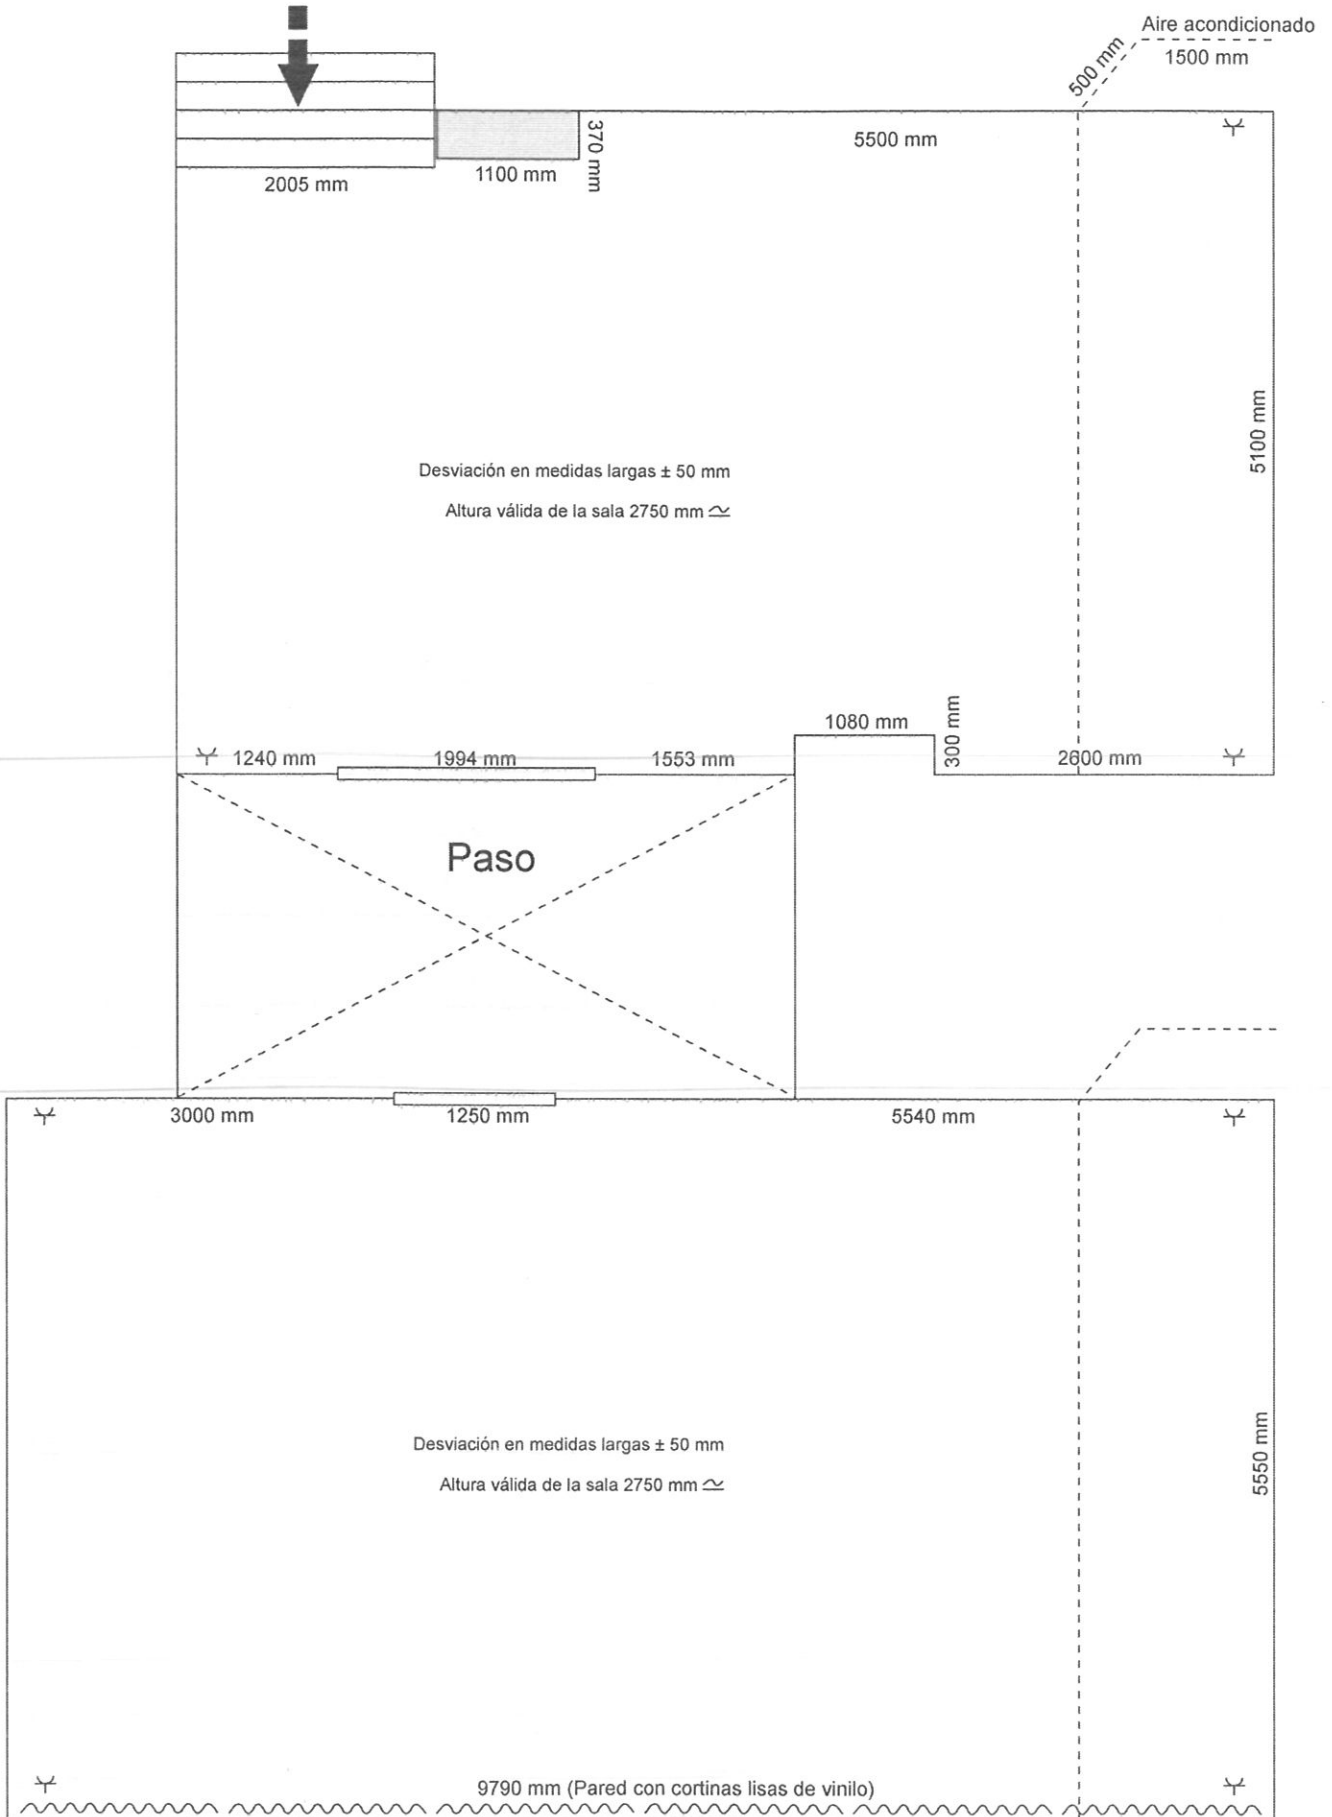 Aire acondicionado
500 mm
1500 mm
5500 mm
370 mm
1100 mm
2005 mm
5100 mm
Desviación en medidas largas ± 50 mm
Altura válida de la sala 2750 mm ≃
1080 mm
300 mm
1240 mm
1994 mm
1553 mm
2800 mm
Paso
3000 mm
1250 mm
5540 mm
Desviación en medidas largas ± 50 mm
Altura válida de la sala 2750 mm ≃
5550 mm
9790 mm (Pared con cortinas lisas de vinilo)